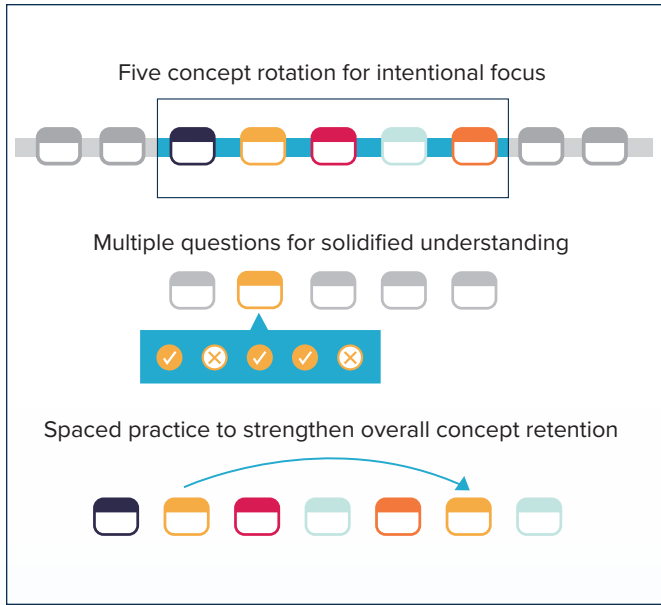 Five concept rotation for intentional focus
Multiple questions for solidified understanding
Spaced practice to strengthen overall concept retention